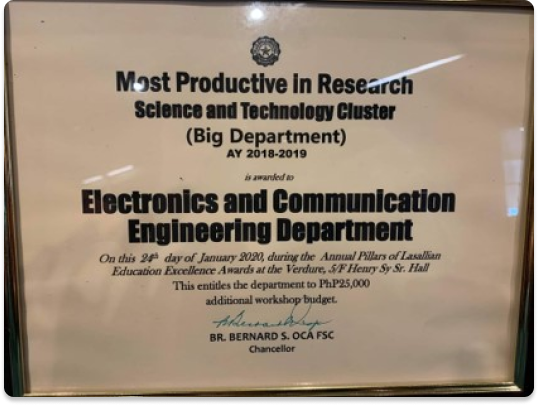 Most Productive in Research
Science and Technology Cluster
(Big Department)
AY 2018-2019
is awarded to
Electronics and Communication
Engineering Department
On this 24th day of January 2020, during the Annual Pillars of Lasallian
Education Excellence Awards at the Verdure, 5/F Henry Sy Sr. Hall
This entitles the department to PhP25,000
additional workshop budget.
BR. BERNARD S. OCA FSC
Chancellor